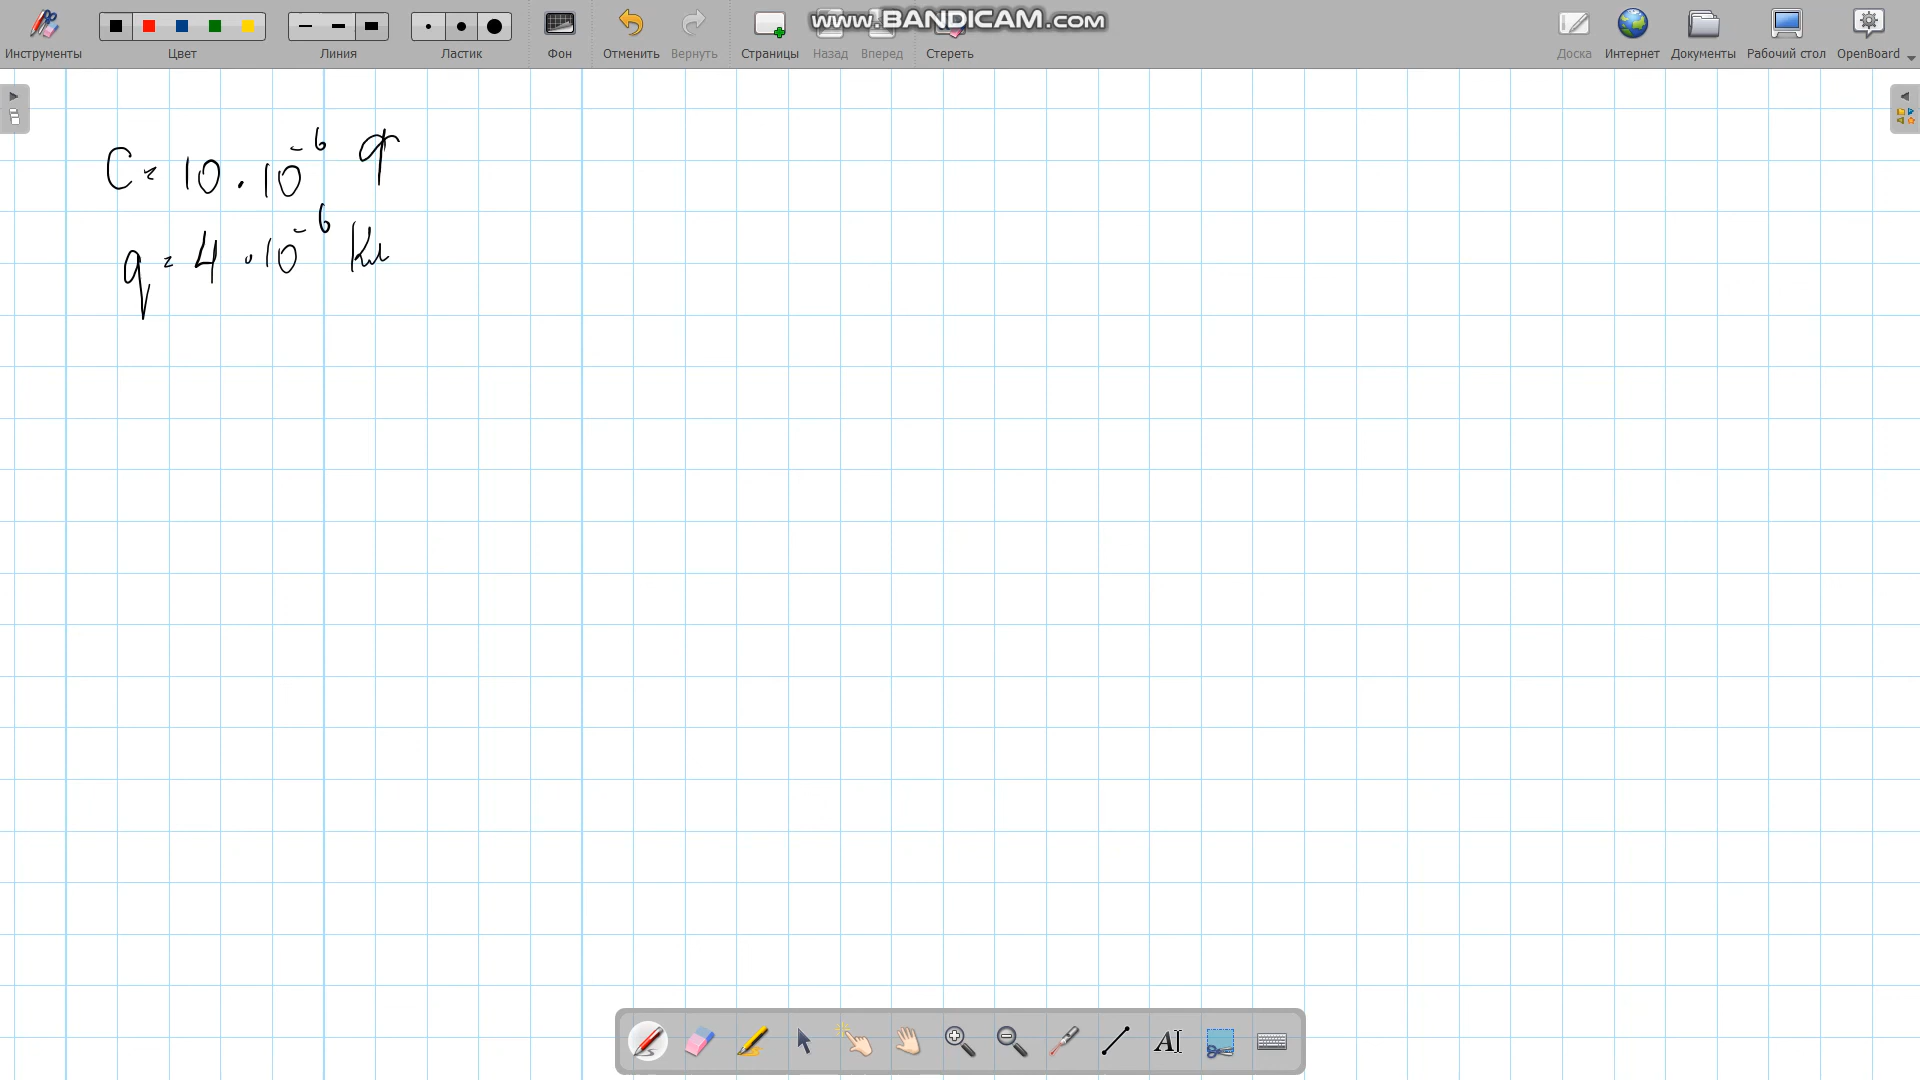 www.BANDICAM.com
Инструменты Цвет Линия Ластик Фон Отменить Вернуть Страницы Назад Вперед Стереть Доска Интернет Документы Рабочий стол OpenBoard
C = 10 · 10⁻⁶ Ф
q = 4 · 10⁻⁶ Кл